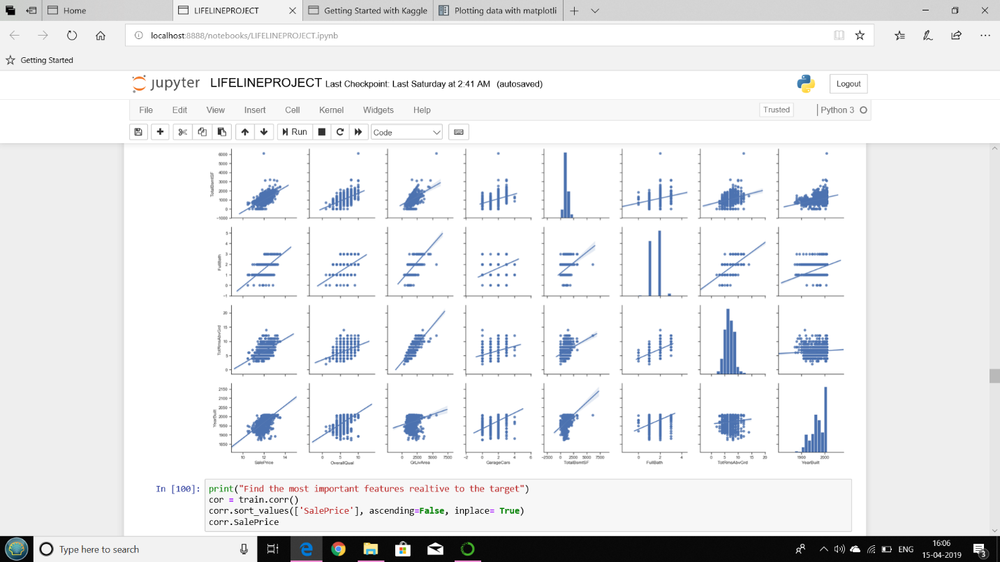 Home
LIFELINEPROJECT
Getting Started with Kaggle
Plotting data with matplotli
localhost:8888/notebooks/LIFELINEPROJECT.ipynb
Getting Started
jupyter LIFELINEPROJECT Last Checkpoint: Last Saturday at 2:41 AM (autosaved)
Logout
File Edit View Insert Cell Kernel Widgets Help
Trusted
Python 3
Run
Code
TotalBsmtSF
6000
5000
4000
3000
2000
1000
0
-1000
FullBath
5
4
3
2
1
0
-1
TotRmsAbvGrd
20
15
10
5
0
YearBuilt
2150
2100
2050
2000
1950
1900
1850
10 12 14
SalePrice
5 10
OverallQual
0 2500 5000 7500
GrLivArea
-2 0 2 4 6
GarageCars
-2500 0 2500 5000 7500
TotalBsmtSF
0 2 4
FullBath
0 5 10 15 20
TotRmsAbvGrd
1900 2000
YearBuilt
In [100]:
print("Find the most important features realtive to the target")
cor = train.corr()
corr.sort_values(['SalePrice'], ascending=False, inplace= True)
corr.SalePrice
Type here to search
ENG
16:06
15-04-2019
3